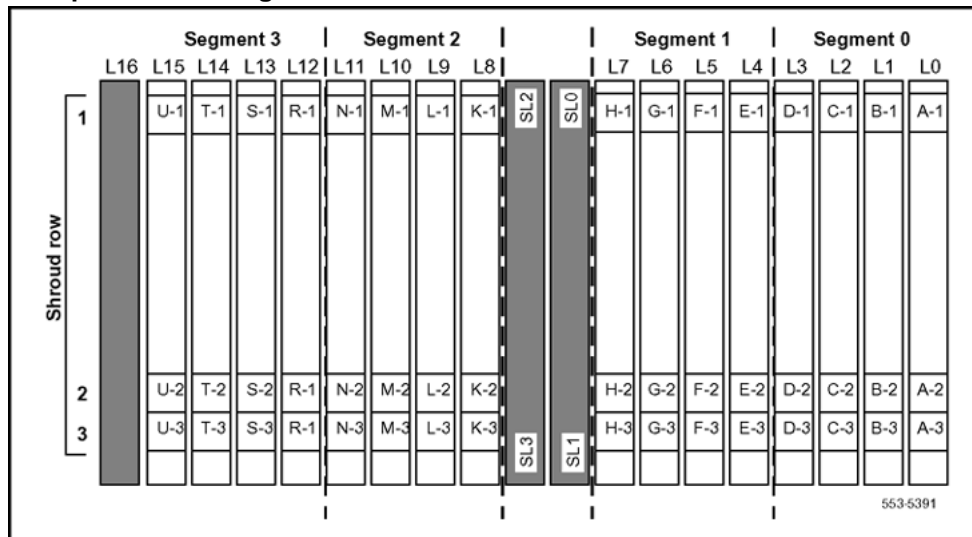 Segment 3 Segment 2 Segment 1 Segment 0
L16 L15 L14 L13 L12 L11 L10 L9 L8 L7 L6 L5 L4 L3 L2 L1 L0
1 U-1 T-1 S-1 R-1 N-1 M-1 L-1 K-1 SL2 SL0 H-1 G-1 F-1 E-1 D-1 C-1 B-1 A-1
Shroud row
2 U-2 T-2 S-2 R-1 N-2 M-2 L-2 K-2 H-2 G-2 F-2 E-2 D-2 C-2 B-2 A-2
3 U-3 T-3 S-3 R-1 N-3 M-3 L-3 K-3 SL3 SL1 H-3 G-3 F-3 E-3 D-3 C-3 B-3 A-3
553-5391